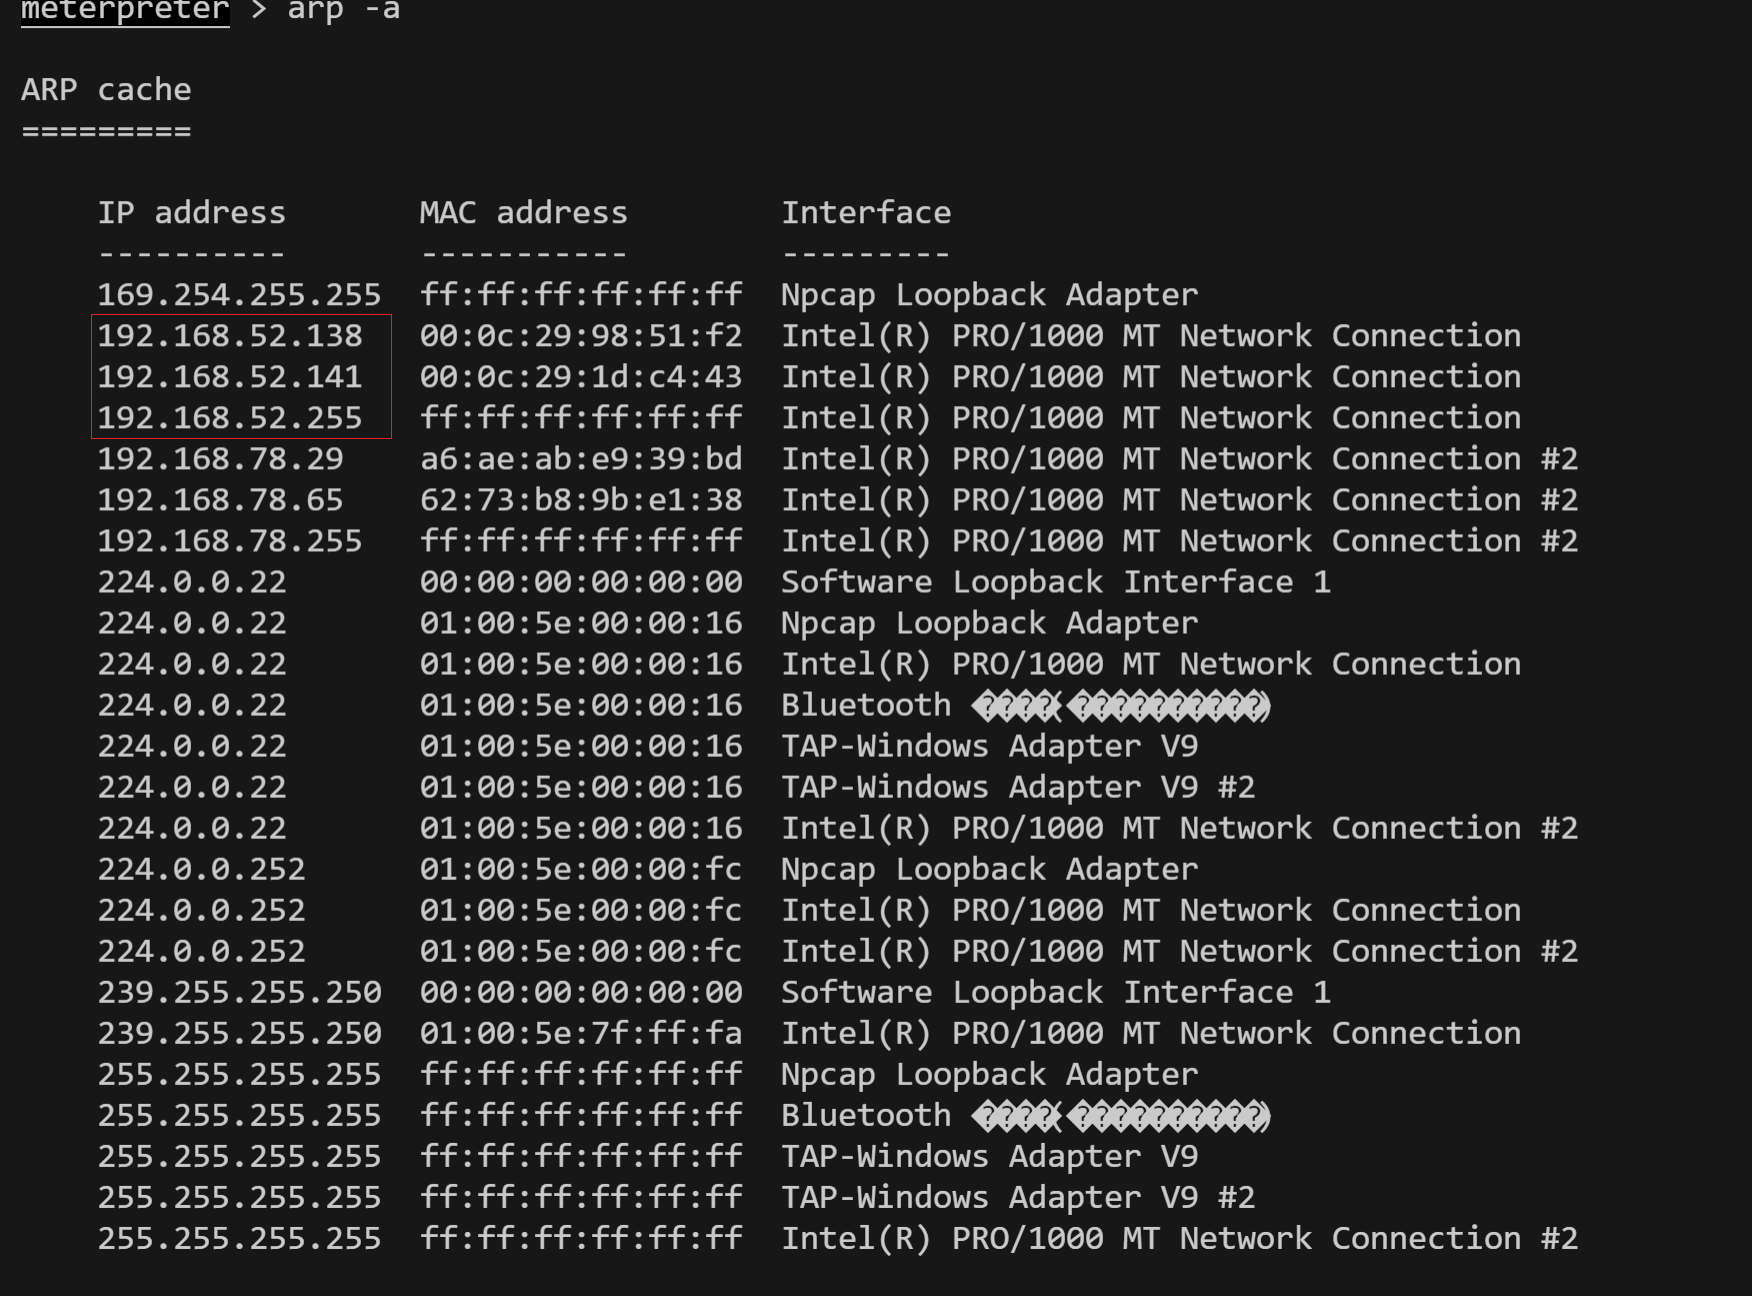 meterpreter > arp -a
ARP cache
=========
IP address MAC address Interface
---------- ----------- ---------
169.254.255.255 ff:ff:ff:ff:ff:ff Npcap Loopback Adapter
192.168.52.138 00:0c:29:98:51:f2 Intel(R) PRO/1000 MT Network Connection
192.168.52.141 00:0c:29:1d:c4:43 Intel(R) PRO/1000 MT Network Connection
192.168.52.255 ff:ff:ff:ff:ff:ff Intel(R) PRO/1000 MT Network Connection
192.168.78.29 a6:ae:ab:e9:39:bd Intel(R) PRO/1000 MT Network Connection #2
192.168.78.65 62:73:b8:9b:e1:38 Intel(R) PRO/1000 MT Network Connection #2
192.168.78.255 ff:ff:ff:ff:ff:ff Intel(R) PRO/1000 MT Network Connection #2
224.0.0.22 00:00:00:00:00:00 Software Loopback Interface 1
224.0.0.22 01:00:5e:00:00:16 Npcap Loopback Adapter
224.0.0.22 01:00:5e:00:00:16 Intel(R) PRO/1000 MT Network Connection
224.0.0.22 01:00:5e:00:00:16 Bluetooth
224.0.0.22 01:00:5e:00:00:16 TAP-Windows Adapter V9
224.0.0.22 01:00:5e:00:00:16 TAP-Windows Adapter V9 #2
224.0.0.22 01:00:5e:00:00:16 Intel(R) PRO/1000 MT Network Connection #2
224.0.0.252 01:00:5e:00:00:fc Npcap Loopback Adapter
224.0.0.252 01:00:5e:00:00:fc Intel(R) PRO/1000 MT Network Connection
224.0.0.252 01:00:5e:00:00:fc Intel(R) PRO/1000 MT Network Connection #2
239.255.255.250 00:00:00:00:00:00 Software Loopback Interface 1
239.255.255.250 01:00:5e:7f:ff:fa Intel(R) PRO/1000 MT Network Connection
255.255.255.255 ff:ff:ff:ff:ff:ff Npcap Loopback Adapter
255.255.255.255 ff:ff:ff:ff:ff:ff Bluetooth
255.255.255.255 ff:ff:ff:ff:ff:ff TAP-Windows Adapter V9
255.255.255.255 ff:ff:ff:ff:ff:ff TAP-Windows Adapter V9 #2
255.255.255.255 ff:ff:ff:ff:ff:ff Intel(R) PRO/1000 MT Network Connection #2